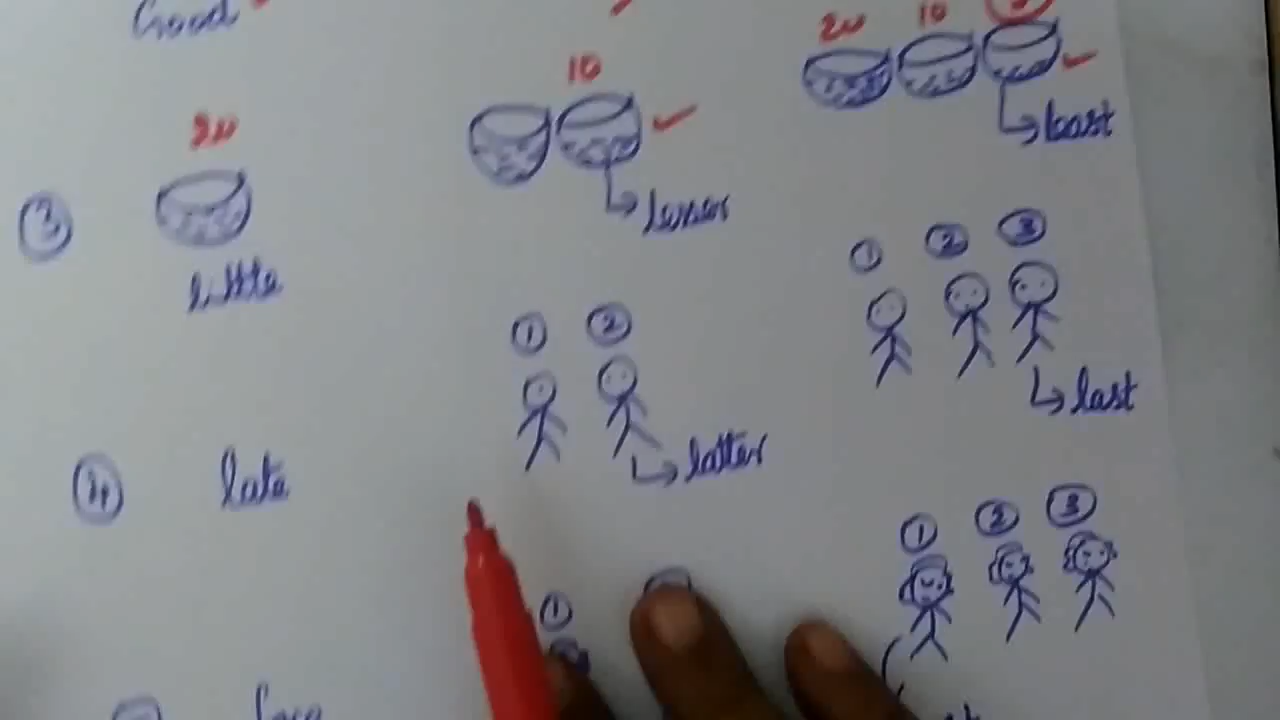 Good
20 10
10
20
least
3
lesser
little
1 2 3
1 2
last
latter
4 late
1 2 3
1